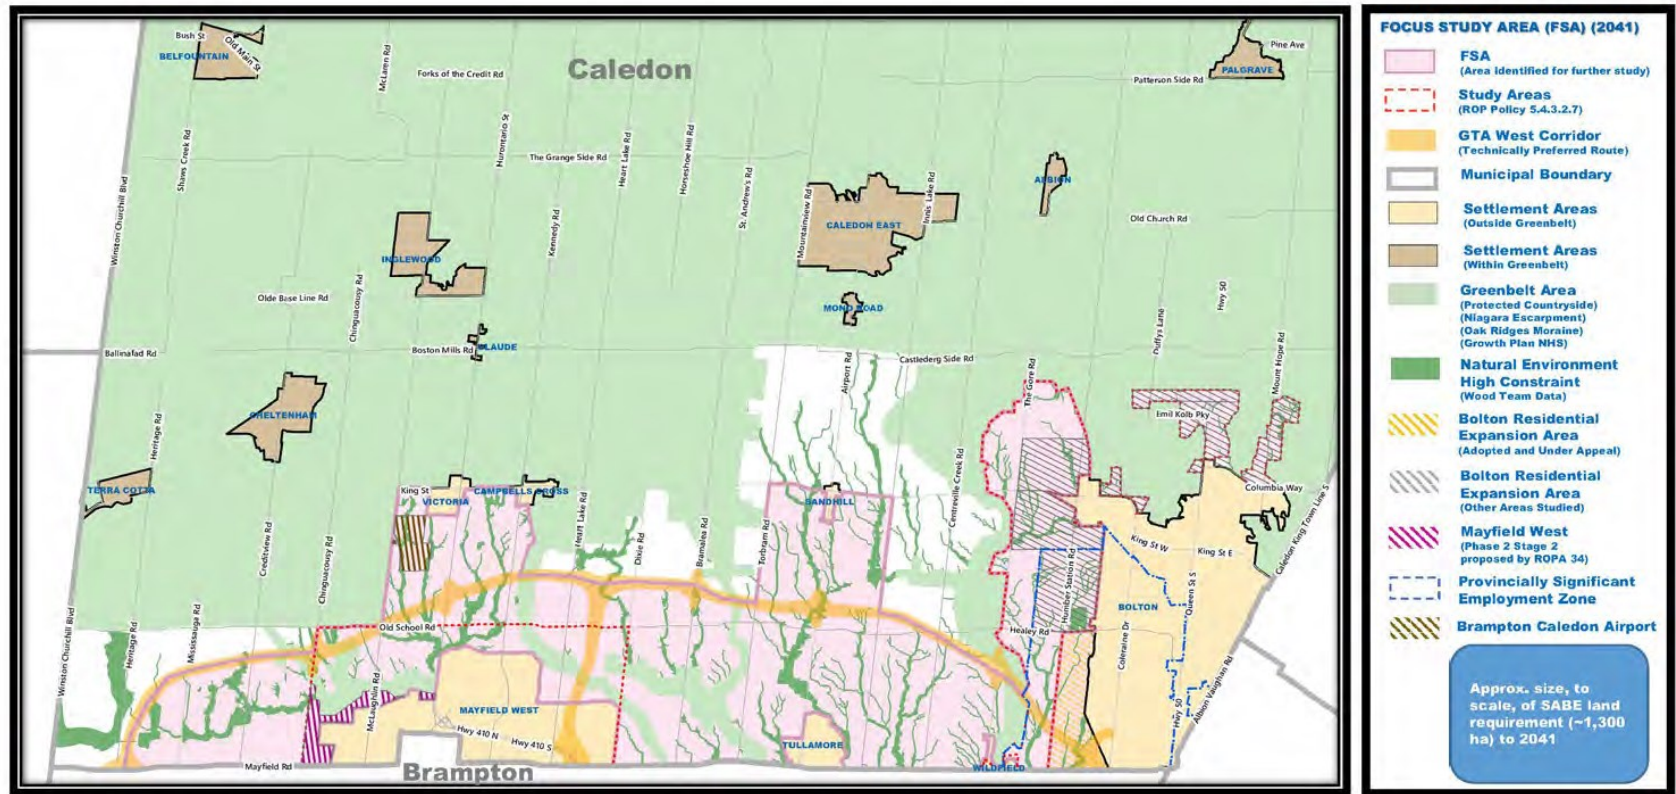 Bush St
Old Main St
BELFOUNTAIN
McLaren Rd
Forks of the Credit Rd
Caledon
Pine Ave
PALGRAVE
Patterson Side Rd
Winston Churchill Blvd
Shaws Creek Rd
Hurontario St
The Grange Side Rd
Heart Lake Rd
Horseshoe Hill Rd
St. Andrew's Rd
Mountainview Rd
Innis Lake Rd
ALBION
CALEDON EAST
Old Church Rd
Kennedy Rd
INGLEWOOD
Olde Base Line Rd
Chinguacousy Rd
MONO ROAD
Duffys Lane
Hwy 50
Ballinafad Rd
Boston Mills Rd
CLAUDE
Airport Rd
Castlederg Side Rd
The Gore Rd
Mount Hope Rd
CHELTENHAM
Heritage Rd
Emil Kolb Pky
TERRA COTTA
King St
VICTORIA
CAMPBELLS CROSS
SANDHILL
Centreville Creek Rd
Columbia Way
Caledon King Town Line S
Creditview Rd
Chinguacousy Rd
Heart Lake Rd
Dixie Rd
Bramalea Rd
Torbram Rd
King St W
King St E
Humber Station Rd
Queen St S
BOLTON
Winston Churchill Blvd
Heritage Rd
Mississauga Rd
Old School Rd
Healey Rd
Coleraine Dr
McLaughlin Rd
MAYFIELD WEST
Hwy 410 N
Hwy 410 S
TULLAMORE
WILDFIELD
Hwy 50
Albion Vaughan Rd
Mayfield Rd
Brampton
FOCUS STUDY AREA (FSA) (2041)
FSA
(Area identified for further study)
Study Areas
(ROP Policy 5.4.3.2.7)
GTA West Corridor
(Technically Preferred Route)
Municipal Boundary
Settlement Areas
(Outside Greenbelt)
Settlement Areas
(Within Greenbelt)
Greenbelt Area
(Protected Countryside)
(Niagara Escarpment)
(Oak Ridges Moraine)
(Growth Plan NHS)
Natural Environment
High Constraint
(Wood Team Data)
Bolton Residential
Expansion Area
(Adopted and Under Appeal)
Bolton Residential
Expansion Area
(Other Areas Studied)
Mayfield West
(Phase 2 Stage 2
proposed by ROPA 34)
Provincially Significant
Employment Zone
Brampton Caledon Airport
Approx. size, to
scale, of SABE land
requirement (~1,300
ha) to 2041